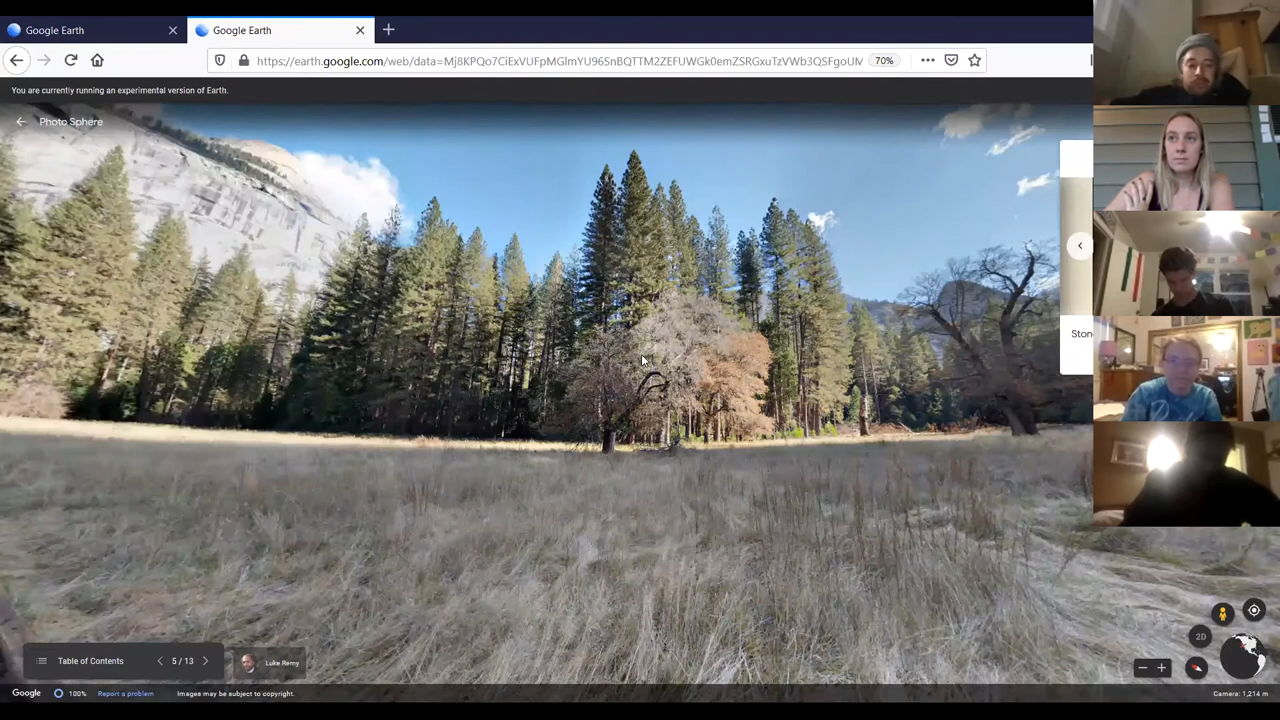 Google Earth
Google Earth
https://earth.google.com/web/data=Mj8KPQo7CiExVUFpMGlmYU96SnBQTTM2ZEFUWGk0emZSRGxuTzVWb3QSFgoUM
70%
You are currently running an experimental version of Earth.
Photo Sphere
Ston
Table of Contents
5 / 13
Luke Remy
2D
Google
100%
Report a problem
Images may be subject to copyright.
Camera: 1,214 m